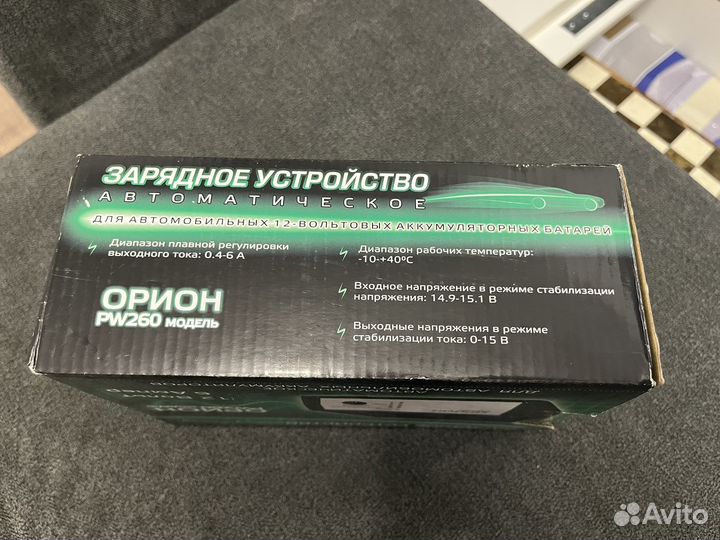 ЗАРЯДНОЕ УСТРОЙСТВО
АВТОМАТИЧЕСКОЕ
ДЛЯ АВТОМОБИЛЬНЫХ 12-ВОЛЬТОВЫХ АККУМУЛЯТОРНЫХ БАТАРЕЙ
Диапазон плавной регулировки
выходного тока: 0.4-6 А
ОРИОН
PW260 МОДЕЛЬ
Диапазон рабочих температур:
-10-+40ºС
Входное напряжение в режиме стабилизации
напряжения: 14.9-15.1 В
Выходные напряжения в режиме
стабилизации тока: 0-15 В
Avito